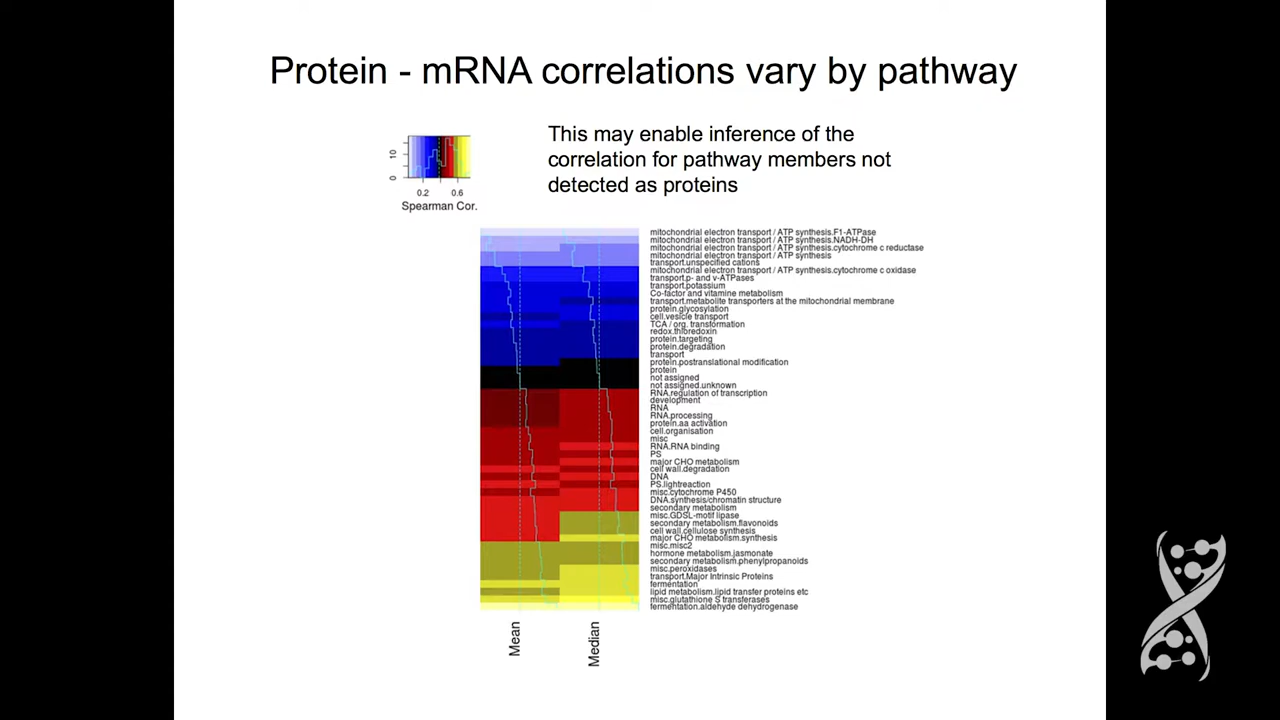 Protein - mRNA correlations vary by pathway
This may enable inference of the
correlation for pathway members not
detected as proteins
0 10
0.2 0.6
Spearman Cor.
mitochondrial electron transport / ATP synthesis.F1-ATPase
mitochondrial electron transport / ATP synthesis.NADH-DH
mitochondrial electron transport / ATP synthesis.cytochrome c reductase
mitochondrial electron transport / ATP synthesis
transport.unspecified cations
mitochondrial electron transport / ATP synthesis.cytochrome c oxidase
transport.p- and v-ATPases
transport.potassium
Co-factor and vitamine metabolism
transport.metabolite transporters at the mitochondrial membrane
protein.glycosylation
cell.vesicle transport
TCA / org. transformation
redox.thioredoxin
protein.targeting
protein.degradation
transport
protein.postranslational modification
protein
not assigned
not assigned.unknown
RNA.regulation of transcription
development
RNA
RNA.processing
protein.aa activation
cell.organisation
misc
RNA.RNA binding
PS
major CHO metabolism
cell wall.degradation
DNA
PS.lightreaction
misc.cytochrome P450
DNA.synthesis/chromatin structure
secondary metabolism
misc.GDSL-motif lipase
secondary metabolism.flavonoids
cell wall.cellulose synthesis
major CHO metabolism.synthesis
misc.misc2
hormone metabolism.jasmonate
secondary metabolism.phenylpropanoids
misc.peroxidases
transport.Major Intrinsic Proteins
fermentation
lipid metabolism.lipid transfer proteins etc
misc.glutathione S transferases
fermentation.aldehyde dehydrogenase
Mean
Median